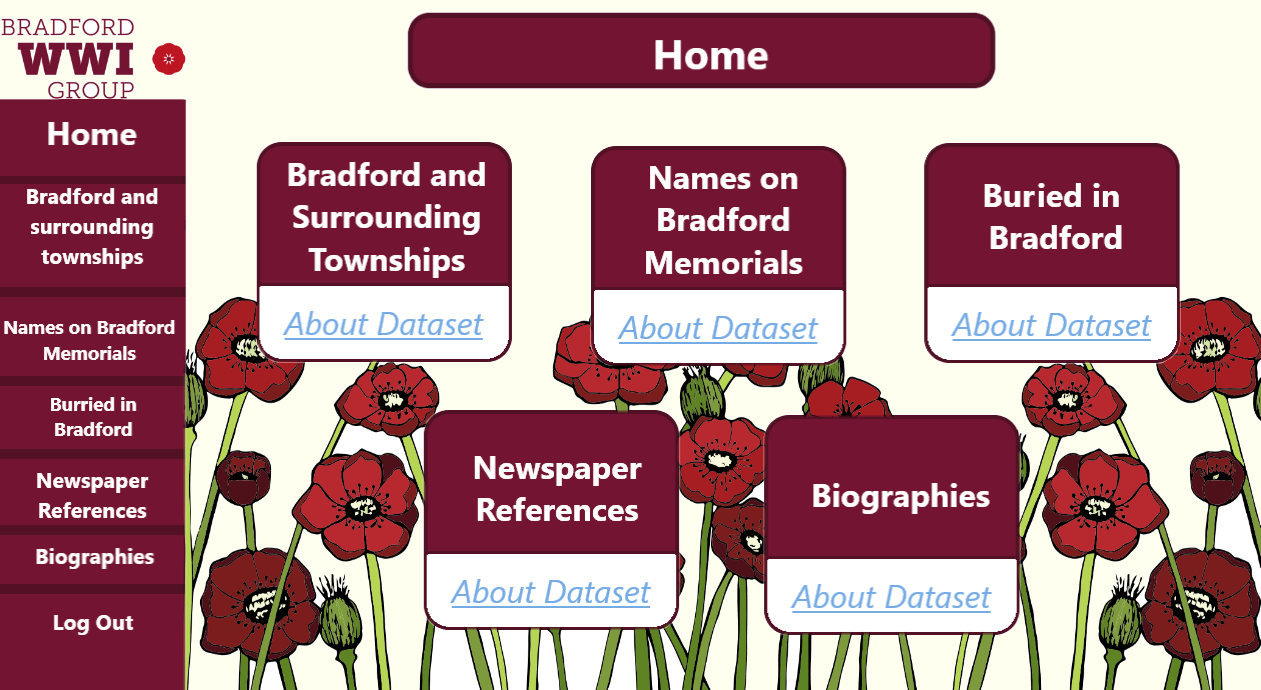 BRADFORD
WWI
GROUP
Home
Home
Bradford and
surrounding
townships
Names on Bradford
Memorials
Burried in
Bradford
Newspaper
References
Biographies
Log Out
Bradford and
Surrounding
Townships
About Dataset
Names on
Bradford
Memorials
About Dataset
Buried in
Bradford
About Dataset
Newspaper
References
About Dataset
Biographies
About Dataset